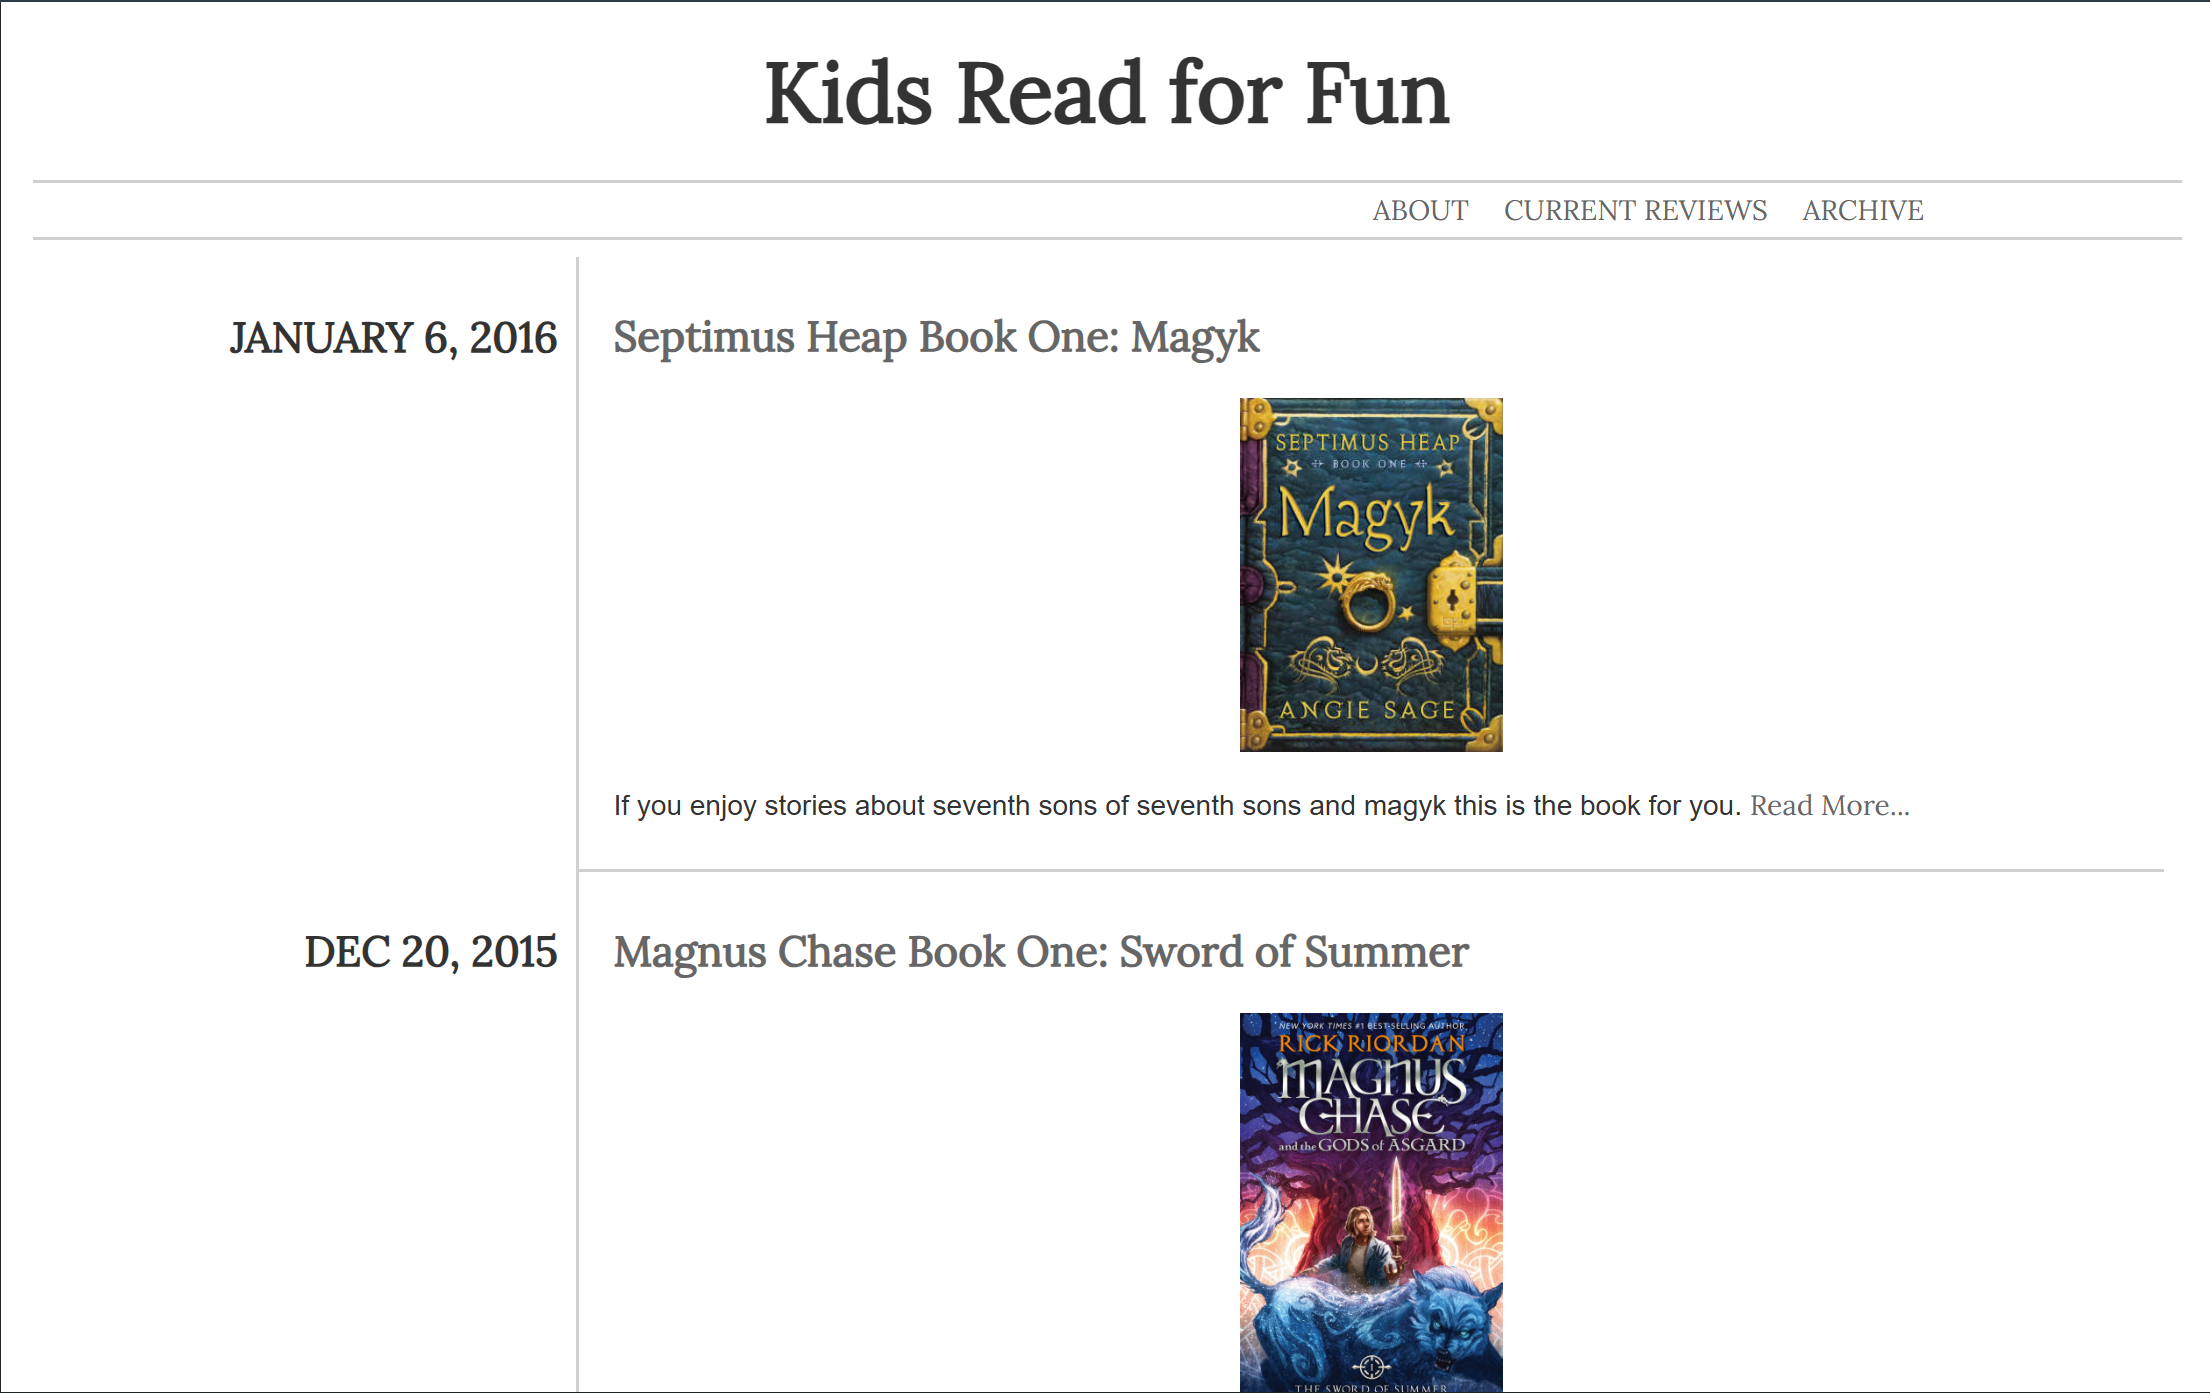 Kids Read for Fun
ABOUT CURRENT REVIEWS ARCHIVE
JANUARY 6, 2016
Septimus Heap Book One: Magyk
SEPTIMUS HEAP
BOOK ONE
Magyk
ANGIE SAGE
If you enjoy stories about seventh sons of seventh sons and magyk this is the book for you. Read More...
DEC 20, 2015
Magnus Chase Book One: Sword of Summer
NEW YORK TIMES #1 BEST-SELLING AUTHOR
RICK RIORDAN
MAGNUS
CHASE
and the GODS of ASGARD
1
THE SWORD OF SUMMER